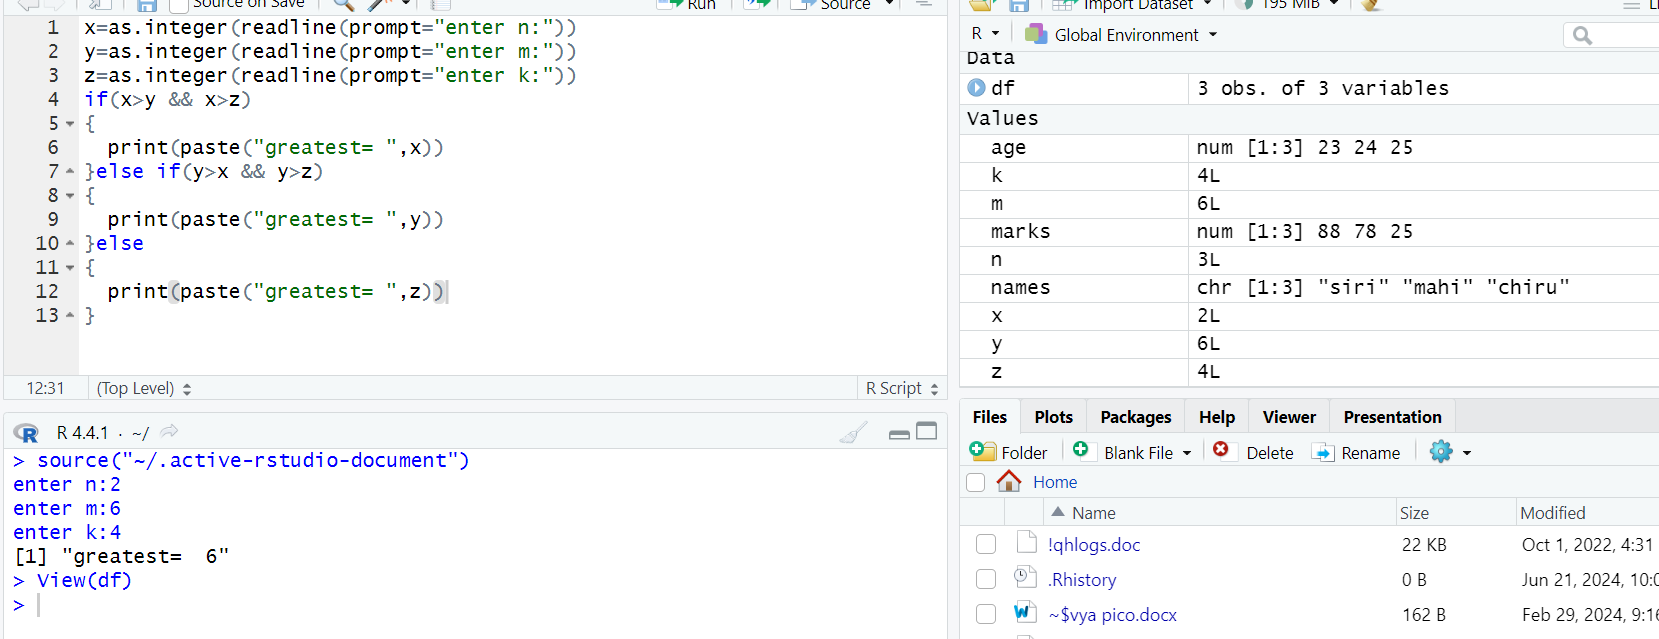 Source on Save
Run
Source
1 x=as.integer(readline(prompt="enter n:"))
2 y=as.integer(readline(prompt="enter m:"))
3 z=as.integer(readline(prompt="enter k:"))
4 if(x>y && x>z)
5 {
6   print(paste("greatest= ",x))
7 }else if(y>x && y>z)
8 {
9   print(paste("greatest= ",y))
10 }else
11 {
12   print(paste("greatest= ",z))
13 }
12:31 (Top Level) R Script
R 4.4.1 · ~/
> source("~/.active-rstudio-document")
enter n:2
enter m:6
enter k:4
[1] "greatest=  6"
> View(df)
>
Import Dataset 195 MiB
R Global Environment
Data
df 3 obs. of 3 variables
Values
age num [1:3] 23 24 25
k 4L
m 6L
marks num [1:3] 88 78 25
n 3L
names chr [1:3] "siri" "mahi" "chiru"
x 2L
y 6L
z 4L
Files Plots Packages Help Viewer Presentation
Folder Blank File Delete Rename
Home
Name Size Modified
!qhlogs.doc 22 KB Oct 1, 2022, 4:31
.Rhistory 0 B Jun 21, 2024, 10:0
~$vya pico.docx 162 B Feb 29, 2024, 9:16